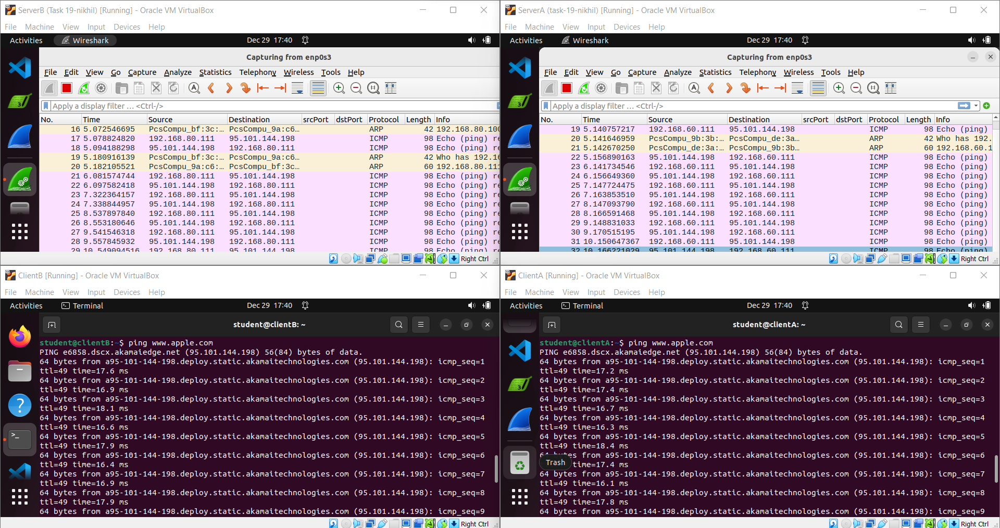 ServerB (Task 19-nikhil) [Running] - Oracle VM VirtualBox
File Machine View Input Devices Help
Activities Wireshark Dec 29 17:40
Capturing from enp0s3
File Edit View Go Capture Analyze Statistics Telephony Wireless Tools Help
Apply a display filter … <Ctrl-/>
No. Time Source Destination srcPort dstPort Protocol Length Info
16 5.072546695 PcsCompu_bf:3c:… PcsCompu_9a:c6… ARP 42 192.168.80.100
17 5.078824820 192.168.80.111 95.101.144.198 ICMP 98 Echo (ping) re
18 5.094188298 95.101.144.198 192.168.80.111 ICMP 98 Echo (ping) re
19 5.180916139 PcsCompu_bf:3c:… PcsCompu_9a:c6… ARP 42 Who has 192.16
20 5.182105521 PcsCompu_9a:c6:… PcsCompu_bf:3c… ARP 60 192.168.80.111
21 6.081574744 192.168.80.111 95.101.144.198 ICMP 98 Echo (ping) re
22 6.097582418 95.101.144.198 192.168.80.111 ICMP 98 Echo (ping) re
23 7.322364157 192.168.80.111 95.101.144.198 ICMP 98 Echo (ping) re
24 7.338844957 95.101.144.198 192.168.80.111 ICMP 98 Echo (ping) re
25 8.537897840 192.168.80.111 95.101.144.198 ICMP 98 Echo (ping) re
26 8.553180646 95.101.144.198 192.168.80.111 ICMP 98 Echo (ping) re
27 9.541546318 192.168.80.111 95.101.144.198 ICMP 98 Echo (ping) re
28 9.557845932 95.101.144.198 192.168.80.111 ICMP 98 Echo (ping) re
29 10.549094516 192.168.80.111 95.101.144.198 ICMP 98 Echo (ping) re
Right Ctrl
ServerA (task-19-nikhil) [Running] - Oracle VM VirtualBox
File Machine View Input Devices Help
Activities Wireshark Dec 29 17:40
Capturing from enp0s3
File Edit View Go Capture Analyze Statistics Telephony Wireless Tools Help
Apply a display filter … <Ctrl-/>
No. Time Source Destination srcPort dstPort Protocol Length Info
19 5.140757217 192.168.60.111 95.101.144.198 ICMP 98 Echo (ping)
20 5.141646959 PcsCompu_9b:3b:… PcsCompu_de:3a… ARP 42 Who has 192.
21 5.142670250 PcsCompu_de:3a:… PcsCompu_9b:3b… ARP 60 192.168.60.1
22 5.156890163 95.101.144.198 192.168.60.111 ICMP 98 Echo (ping)
23 6.141734546 192.168.60.111 95.101.144.198 ICMP 98 Echo (ping)
24 6.156649360 95.101.144.198 192.168.60.111 ICMP 98 Echo (ping)
25 7.147724475 192.168.60.111 95.101.144.198 ICMP 98 Echo (ping)
26 7.163853510 95.101.144.198 192.168.60.111 ICMP 98 Echo (ping)
27 8.147093790 192.168.60.111 95.101.144.198 ICMP 98 Echo (ping)
28 8.166591468 95.101.144.198 192.168.60.111 ICMP 98 Echo (ping)
29 9.148831033 192.168.60.111 95.101.144.198 ICMP 98 Echo (ping)
30 9.170515195 95.101.144.198 192.168.60.111 ICMP 98 Echo (ping)
31 10.150647367 192.168.60.111 95.101.144.198 ICMP 98 Echo (ping)
32 10.166221029 95.101.144.198 192.168.60.111 ICMP 98 Echo (ping)
Right Ctrl
ClientB [Running] - Oracle VM VirtualBox
File Machine View Input Devices Help
Activities Terminal Dec 29 17:40
student@clientB: ~
student@clientB:~$ ping www.apple.com
PING e6858.dscx.akamaiedge.net (95.101.144.198) 56(84) bytes of data.
64 bytes from a95-101-144-198.deploy.static.akamaitechnologies.com (95.101.144.198): icmp_seq=1
ttl=49 time=17.6 ms
64 bytes from a95-101-144-198.deploy.static.akamaitechnologies.com (95.101.144.198): icmp_seq=2
ttl=49 time=16.9 ms
64 bytes from a95-101-144-198.deploy.static.akamaitechnologies.com (95.101.144.198): icmp_seq=3
ttl=49 time=18.1 ms
64 bytes from a95-101-144-198.deploy.static.akamaitechnologies.com (95.101.144.198): icmp_seq=4
ttl=49 time=16.6 ms
64 bytes from a95-101-144-198.deploy.static.akamaitechnologies.com (95.101.144.198): icmp_seq=5
ttl=49 time=17.9 ms
64 bytes from a95-101-144-198.deploy.static.akamaitechnologies.com (95.101.144.198): icmp_seq=6
ttl=49 time=16.4 ms
64 bytes from a95-101-144-198.deploy.static.akamaitechnologies.com (95.101.144.198): icmp_seq=7
ttl=49 time=16.9 ms
64 bytes from a95-101-144-198.deploy.static.akamaitechnologies.com (95.101.144.198): icmp_seq=8
ttl=49 time=17.9 ms
64 bytes from a95-101-144-198.deploy.static.akamaitechnologies.com (95.101.144.198): icmp_seq=9
Right Ctrl
ClientA [Running] - Oracle VM VirtualBox
File Machine View Input Devices Help
Activities Terminal Dec 29 17:40
student@clientA: ~
student@clientA:~$ ping www.apple.com
PING e6858.dscx.akamaiedge.net (95.101.144.198) 56(84) bytes of data.
64 bytes from a95-101-144-198.deploy.static.akamaitechnologies.com (95.101.144.198): icmp_seq=1
ttl=49 time=17.2 ms
64 bytes from a95-101-144-198.deploy.static.akamaitechnologies.com (95.101.144.198): icmp_seq=2
ttl=49 time=17.4 ms
64 bytes from a95-101-144-198.deploy.static.akamaitechnologies.com (95.101.144.198): icmp_seq=3
ttl=49 time=16.7 ms
64 bytes from a95-101-144-198.deploy.static.akamaitechnologies.com (95.101.144.198): icmp_seq=4
ttl=49 time=16.3 ms
64 bytes from a95-101-144-198.deploy.static.akamaitechnologies.com (95.101.144.198): icmp_seq=5
ttl=49 time=18.4 ms
64 bytes from a95-101-144-198.deploy.static.akamaitechnologies.com (95.101.144.198): icmp_seq=6
Trash time=17.4 ms
64 bytes from a95-101-144-198.deploy.static.akamaitechnologies.com (95.101.144.198): icmp_seq=7
ttl=49 time=16.1 ms
64 bytes from a95-101-144-198.deploy.static.akamaitechnologies.com (95.101.144.198): icmp_seq=8
ttl=49 time=17.8 ms
64 bytes from a95-101-144-198.deploy.static.akamaitechnologies.com (95.101.144.198): icmp_seq=9
Right Ctrl